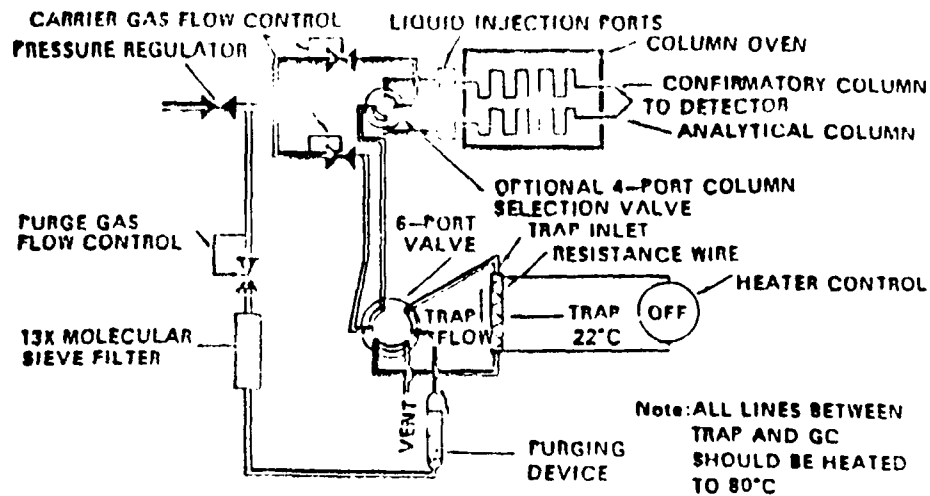 CARRIER GAS FLOW CONTROL
PRESSURE REGULATOR
LIQUID INJECTION PORTS
COLUMN OVEN
CONFIRMATORY COLUMN
TO DETECTOR
ANALYTICAL COLUMN
OPTIONAL 4-PORT COLUMN
SELECTION VALVE
PURGE GAS
FLOW CONTROL
6-PORT
VALVE
TRAP INLET
RESISTANCE WIRE
HEATER CONTROL
TRAP
FLOW
TRAP
22°C
OFF
13X MOLECULAR
SIEVE FILTER
VENT
PURGING
DEVICE
Note: ALL LINES BETWEEN
TRAP AND GC
SHOULD BE HEATED
TO 80°C